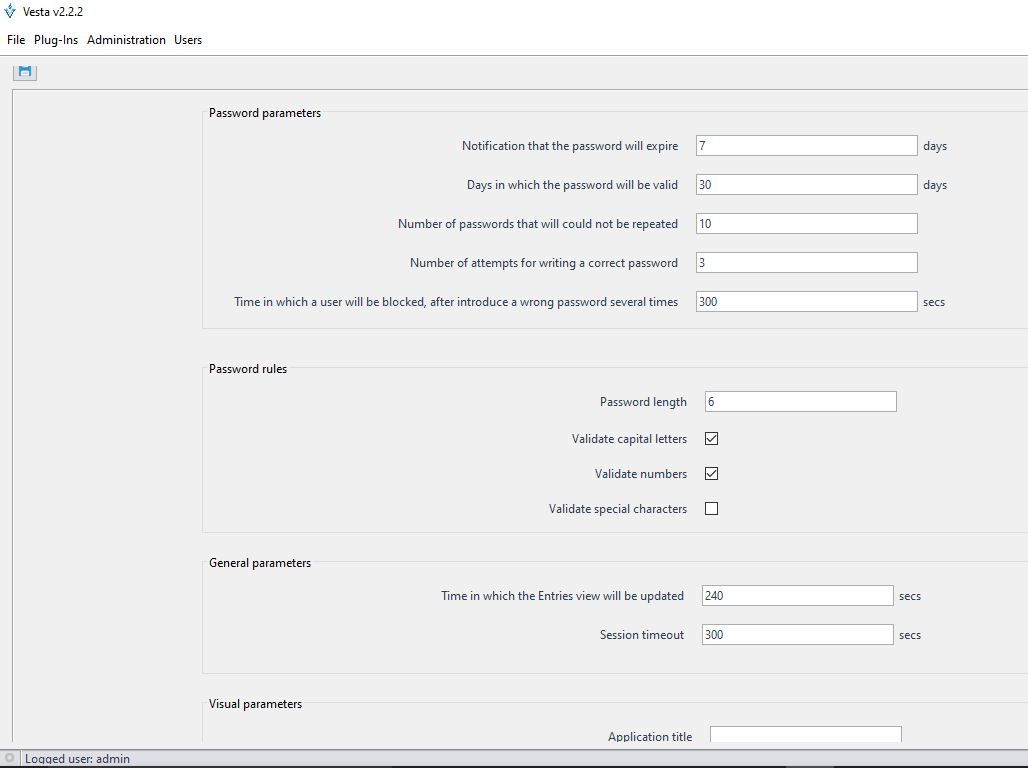 Vesta v2.2.2
File Plug-Ins Administration Users
Password parameters
Notification that the password will expire 7 days
Days in which the password will be valid 30 days
Number of passwords that will could not be repeated 10
Number of attempts for writing a correct password 3
Time in which a user will be blocked, after introduce a wrong password several times 300 secs
Password rules
Password length 6
Validate capital letters
Validate numbers
Validate special characters
General parameters
Time in which the Entries view will be updated 240 secs
Session timeout 300 secs
Visual parameters
Application title
Logged user: admin